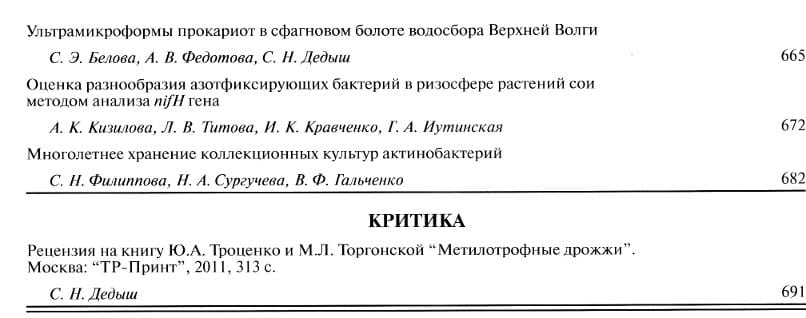 Ультрамикроформы прокариот в сфагновом болоте водосбора Верхней Волги
С. Э. Белова, А. В. Федотова, С. Н. Дедыш 665
Оценка разнообразия азотфиксирующих бактерий в ризосфере растений сои
методом анализа nifH гена
А. К. Кизилова, Л. В. Титова, И. К. Кравченко, Г. А. Иутинская 672
Многолетнее хранение коллекционных культур актинобактерий
С. Н. Филиппова, Н. А. Сургучева, В. Ф. Гальченко 682
КРИТИКА
Рецензия на книгу Ю.А. Троценко и М.Л. Торгонской “Метилотрофные дрожжи”.
Москва: “ТР-Принт”, 2011, 313 с.
С. Н. Дедыш 691